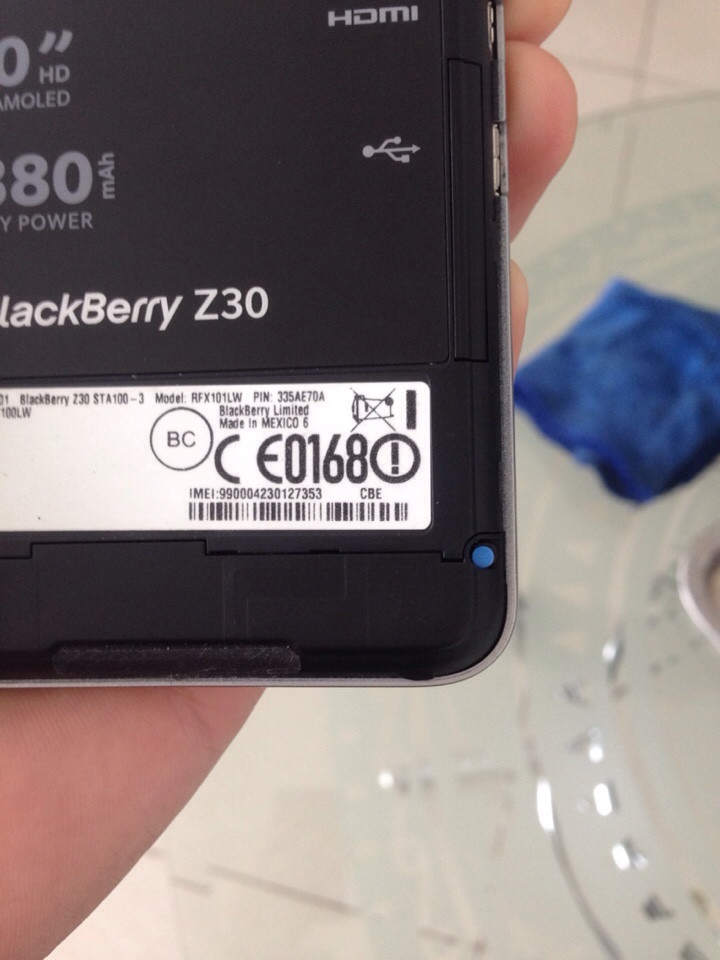 HDMI
0" HD
AMOLED
880 mAh
Y POWER
lackBerry Z30
01 BlackBerry Z30 STA100-3 Model: RFX101LW PIN: 335AE70A
100LW
BlackBerry Limited
Made in MEXICO 6
BC
CE0168
IMEI:990004230127353 CBE